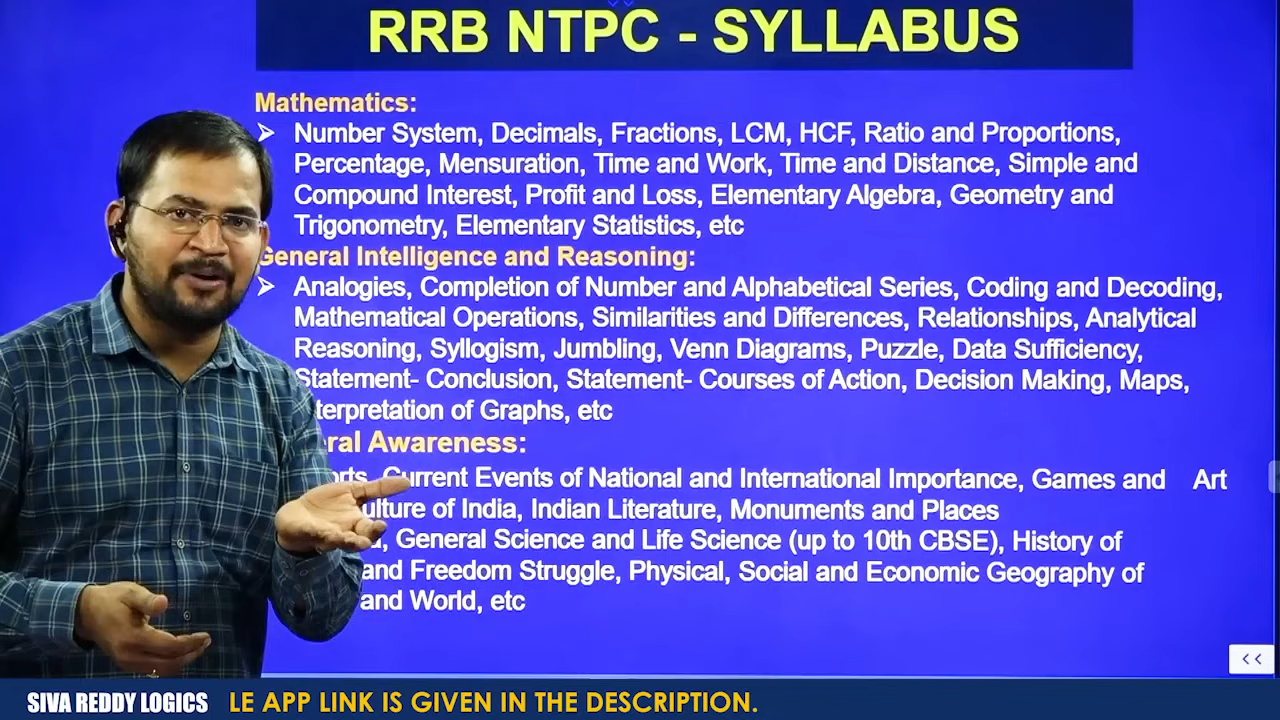 RRB NTPC - SYLLABUS
Mathematics:
➢ Number System, Decimals, Fractions, LCM, HCF, Ratio and Proportions,
Percentage, Mensuration, Time and Work, Time and Distance, Simple and
Compound Interest, Profit and Loss, Elementary Algebra, Geometry and
Trigonometry, Elementary Statistics, etc
General Intelligence and Reasoning:
➢ Analogies, Completion of Number and Alphabetical Series, Coding and Decoding,
Mathematical Operations, Similarities and Differences, Relationships, Analytical
Reasoning, Syllogism, Jumbling, Venn Diagrams, Puzzle, Data Sufficiency,
Statement- Conclusion, Statement- Courses of Action, Decision Making, Maps,
terpretation of Graphs, etc
ral Awareness:
orts, Current Events of National and International Importance, Games and Art
ulture of India, Indian Literature, Monuments and Places
, General Science and Life Science (up to 10th CBSE), History of
and Freedom Struggle, Physical, Social and Economic Geography of
and World, etc
<<
SIVA REDDY LOGICS LE APP LINK IS GIVEN IN THE DESCRIPTION.